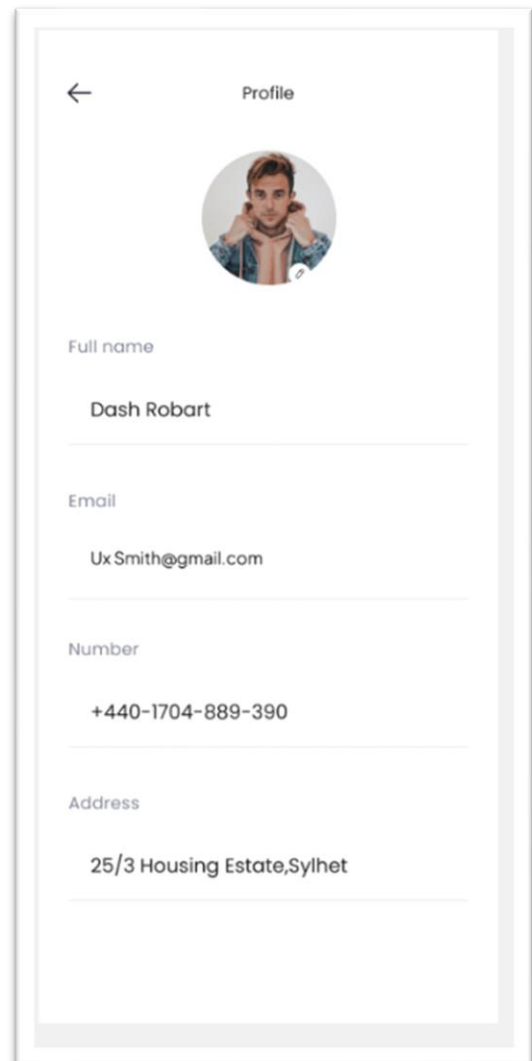 Profile
Full name
Dash Robart
Email
Ux Smith@gmail.com
Number
+440-1704-889-390
Address
25/3 Housing Estate,Sylhet